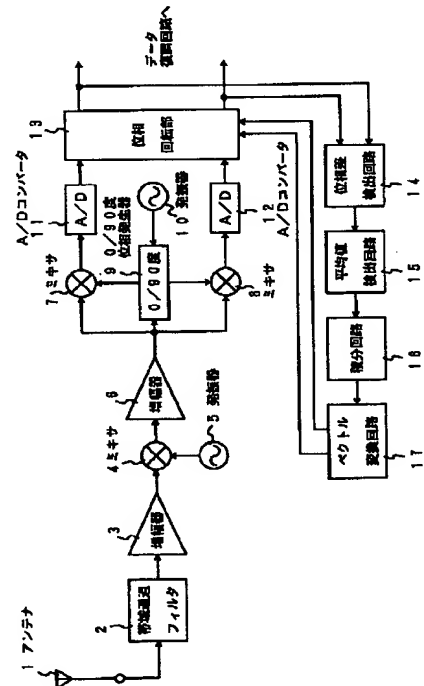 1 アンテナ
2
帯域通過
フィルタ
3
増幅器
4 ミキサ
5 発振器
6
増幅器
7 ミキサ
8 ミキサ
9 0/90度
位相発生器
0/90度
10 発振器
A/Dコンバータ
11
A/D
A/D
12
A/Dコンバータ
13
位相
回転部
データ
復調回路へ
位相差
検出回路
14
平均値
検出回路
15
積分回路
16
ベクトル
変換回路
17